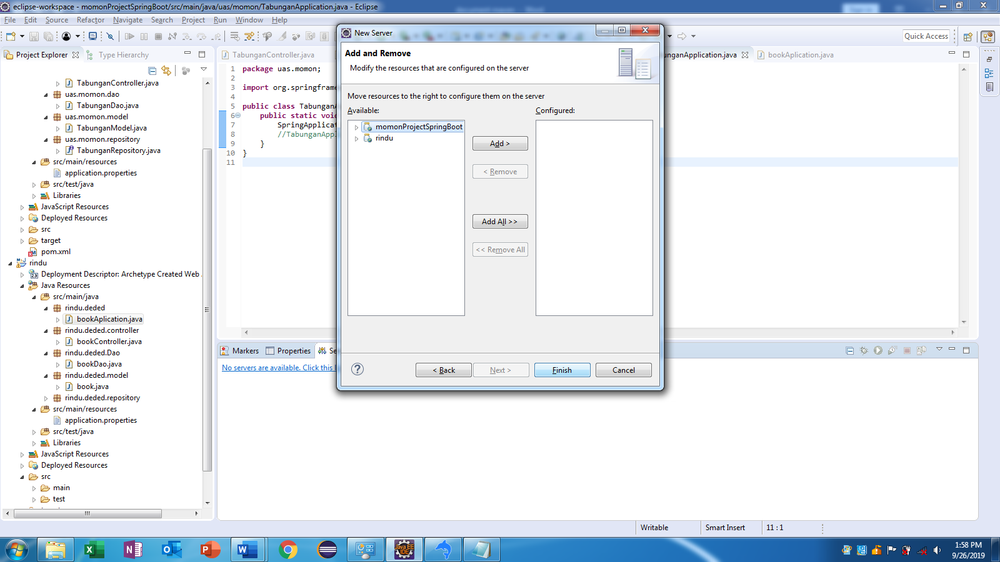 eclipse-workspace - momonProjectSpringBoot/src/main/java/uas/momon/TabunganApplication.java - Eclipse
File Edit Source Refactor Navigate Search Project Run Window Help
Quick Access
Project Explorer
Type Hierarchy
TabunganController.java
uas.momon.dao
TabunganDao.java
uas.momon.model
TabunganModel.java
uas.momon.repository
TabunganRepository.java
src/main/resources
application.properties
src/test/java
Libraries
JavaScript Resources
Deployed Resources
src
target
pom.xml
rindu
Deployment Descriptor: Archetype Created Web
Java Resources
src/main/java
rindu.deded
bookAplication.java
rindu.deded.controller
bookController.java
rindu.deded.Dao
bookDao.java
rindu.deded.model
book.java
rindu.deded.repository
src/main/resources
application.properties
src/test/java
Libraries
JavaScript Resources
Deployed Resources
src
main
test
TabunganController.java
unganApplication.java
bookAplication.java
1 package uas.momon;
2
3 import org.springframe
4
5 public class TabunganA
6 public static void
7 SpringApplicat
8 //TabunganAppl
9 }
10 }
11
New Server
Add and Remove
Modify the resources that are configured on the server
Move resources to the right to configure them on the server
Available:
Configured:
momonProjectSpringBoot
rindu
Add >
< Remove
Add All >>
<< Remove All
< Back
Next >
Finish
Cancel
Markers
Properties
Se
No servers are available. Click this l
Writable
Smart Insert
11 : 1
Java EE
IDE
1:58 PM
9/26/2019